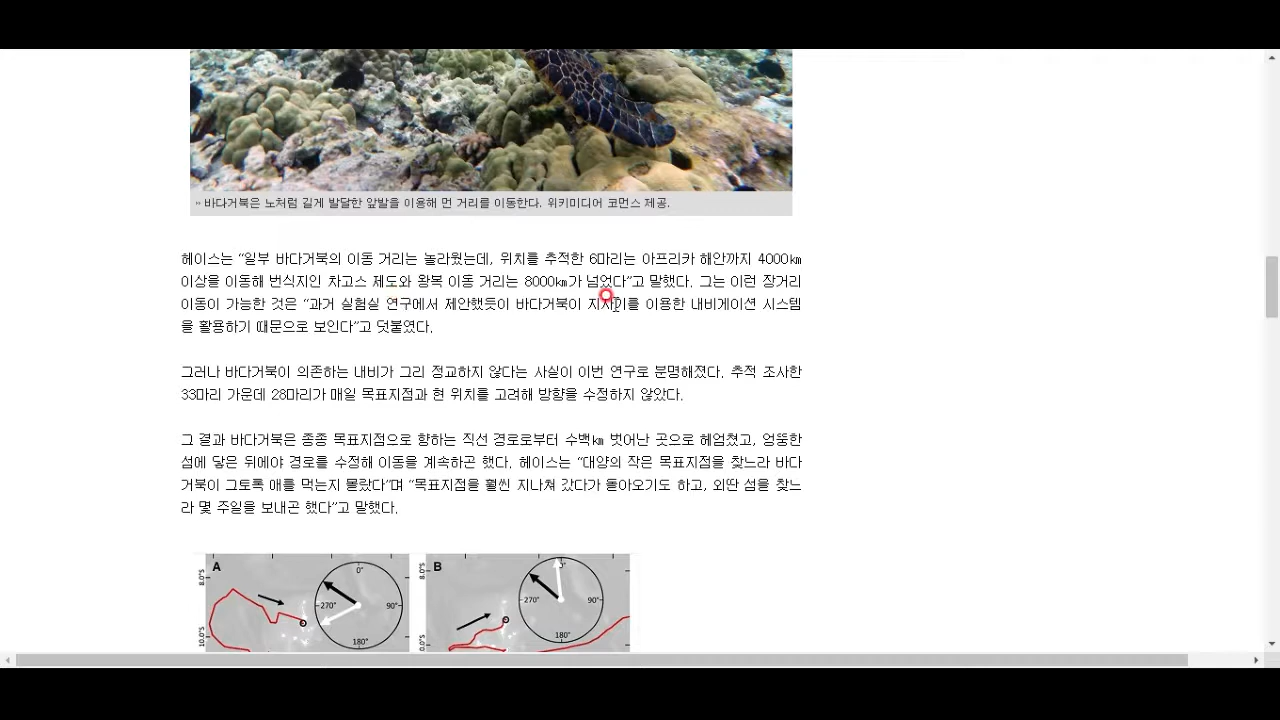 » 바다거북은 노처럼 길게 발달한 앞발을 이용해 먼 거리를 이동한다. 위키미디어 코먼스 제공.
헤이스는 “일부 바다거북의 이동 거리는 놀라웠는데, 위치를 추적한 6마리는 아프리카 해안까지 4000㎞
이상을 이동해 번식지인 차고스 제도와 왕복 이동 거리는 8000㎞가 넘었다”고 말했다. 그는 이런 장거리
이동이 가능한 것은 “과거 실험실 연구에서 제안했듯이 바다거북이 지자기를 이용한 내비게이션 시스템
을 활용하기 때문으로 보인다”고 덧붙였다.
그러나 바다거북이 의존하는 내비가 그리 정교하지 않다는 사실이 이번 연구로 분명해졌다. 추적 조사한
33마리 가운데 28마리가 매일 목표지점과 현 위치를 고려해 방향을 수정하지 않았다.
그 결과 바다거북은 종종 목표지점으로 향하는 직선 경로로부터 수백㎞ 벗어난 곳으로 헤엄쳤고, 엉뚱한
섬에 닿은 뒤에야 경로를 수정해 이동을 계속하곤 했다. 헤이스는 “대양의 작은 목표지점을 찾느라 바다
거북이 그토록 애를 먹는지 몰랐다”며 “목표지점을 훨씬 지나쳐 갔다가 돌아오기도 하고, 외딴 섬을 찾느
라 몇 주일을 보내곤 했다”고 말했다.
A
8.0°S
10.0°S
0°
270°
90°
180°
B
8.0°S
0.0°S
0°
270°
90°
180°